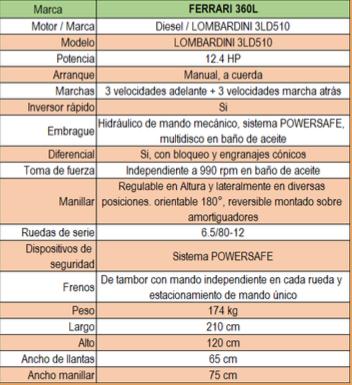 Marca FERRARI 360L
Motor / Marca Diesel / LOMBARDINI 3LD510
Modelo LOMBARDINI 3LD510
Potencia 12.4 HP
Arranque Manual, a cuerda
Marchas 3 velocidades adelante + 3 velocidades marcha atrás
Inversor rápido Si
Embrague Hidráulico de mando mecánico, sistema POWERSAFE,
multidisco en baño de aceite
Diferencial Si, con bloqueo y engranajes cónicos
Toma de fuerza Independiente a 990 rpm en baño de aceite
Manillar Regulable en Altura y lateralmente en diversas
posiciones. orientable 180°, reversible montado sobre
amortiguadores
Ruedas de serie 6.5/80-12
Dispositivos de
seguridad Sistema POWERSAFE
Frenos De tambor con mando independiente en cada rueda y
estacionamiento de mando único
Peso 174 kg
Largo 210 cm
Alto 120 cm
Ancho de llantas 65 cm
Ancho manillar 75 cm